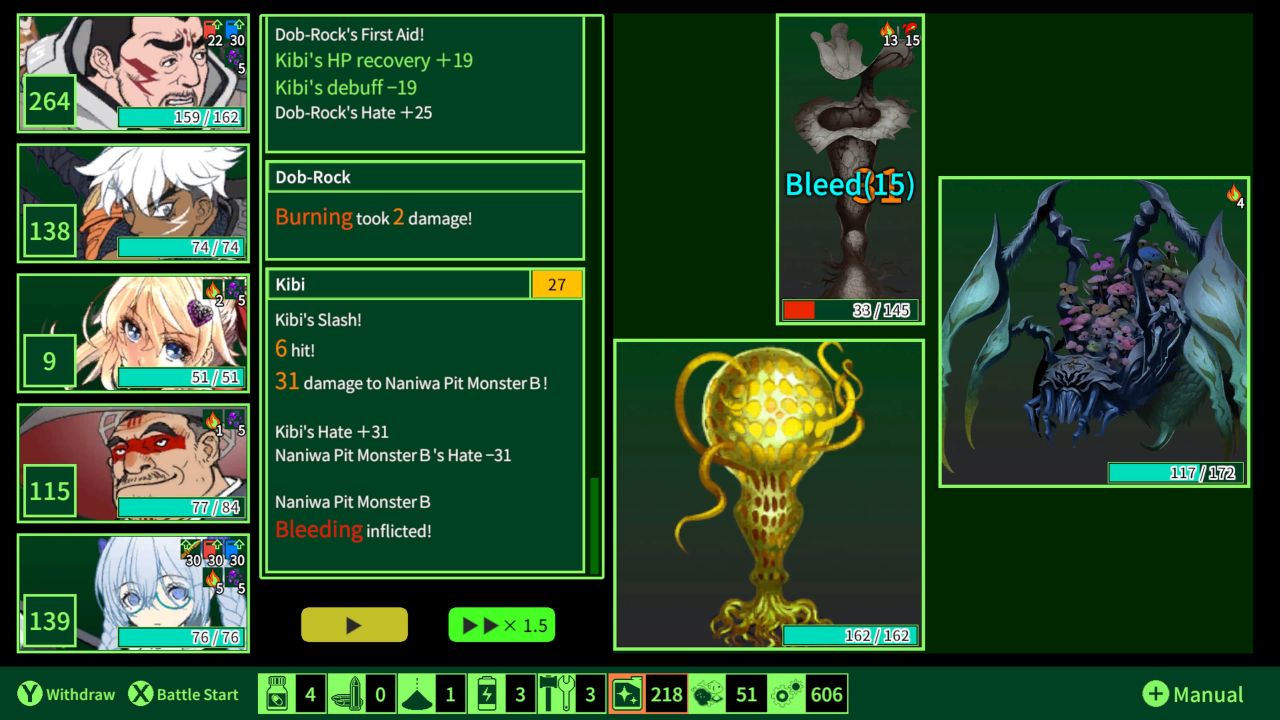 22 30
5
264
159 / 162
138
74 / 74
2 5
9
51 / 51
1 5
115
77 / 84
30 30 30
5 5
139
76 / 76
Dob-Rock's First Aid!
Kibi's HP recovery +19
Kibi's debuff -19
Dob-Rock's Hate +25
Dob-Rock
Burning took 2 damage!
Kibi 27
Kibi's Slash!
6 hit!
31 damage to Naniwa Pit Monster B !
Kibi's Hate +31
Naniwa Pit Monster B 's Hate -31
Naniwa Pit Monster B
Bleeding inflicted!
× 1.5
13 15
Bleed(15)
33 / 145
4
117 / 172
162 / 162
Y Withdraw X Battle Start 4 0 1 3 3 218 51 606 + Manual